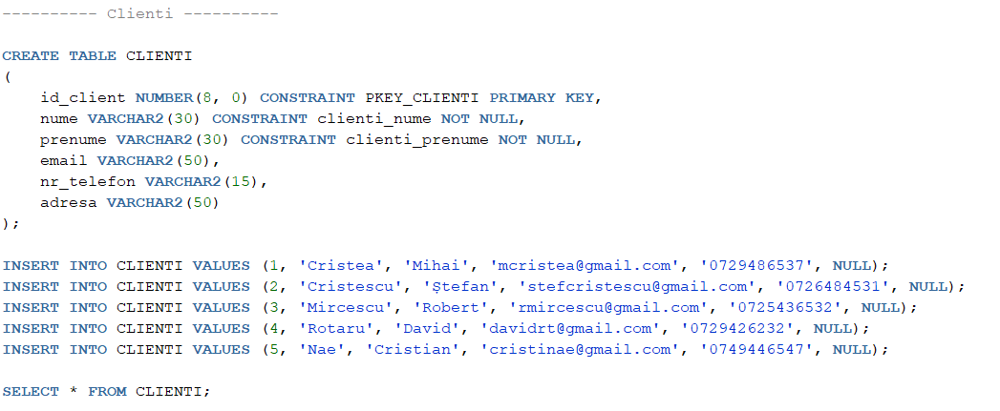 ---------- Clienti ----------
CREATE TABLE CLIENTI
(
    id_client NUMBER(8, 0) CONSTRAINT PKEY_CLIENTI PRIMARY KEY,
    nume VARCHAR2(30) CONSTRAINT clienti_nume NOT NULL,
    prenume VARCHAR2(30) CONSTRAINT clienti_prenume NOT NULL,
    email VARCHAR2(50),
    nr_telefon VARCHAR2(15),
    adresa VARCHAR2(50)
);
INSERT INTO CLIENTI VALUES (1, 'Cristea', 'Mihai', 'mcristea@gmail.com', '0729486537', NULL);
INSERT INTO CLIENTI VALUES (2, 'Cristescu', 'Ștefan', 'stefcristescu@gmail.com', '0726484531', NULL);
INSERT INTO CLIENTI VALUES (3, 'Mircescu', 'Robert', 'rmircescu@gmail.com', '0725436532', NULL);
INSERT INTO CLIENTI VALUES (4, 'Rotaru', 'David', 'davidrt@gmail.com', '0729426232', NULL);
INSERT INTO CLIENTI VALUES (5, 'Nae', 'Cristian', 'cristinae@gmail.com', '0749446547', NULL);
SELECT * FROM CLIENTI;